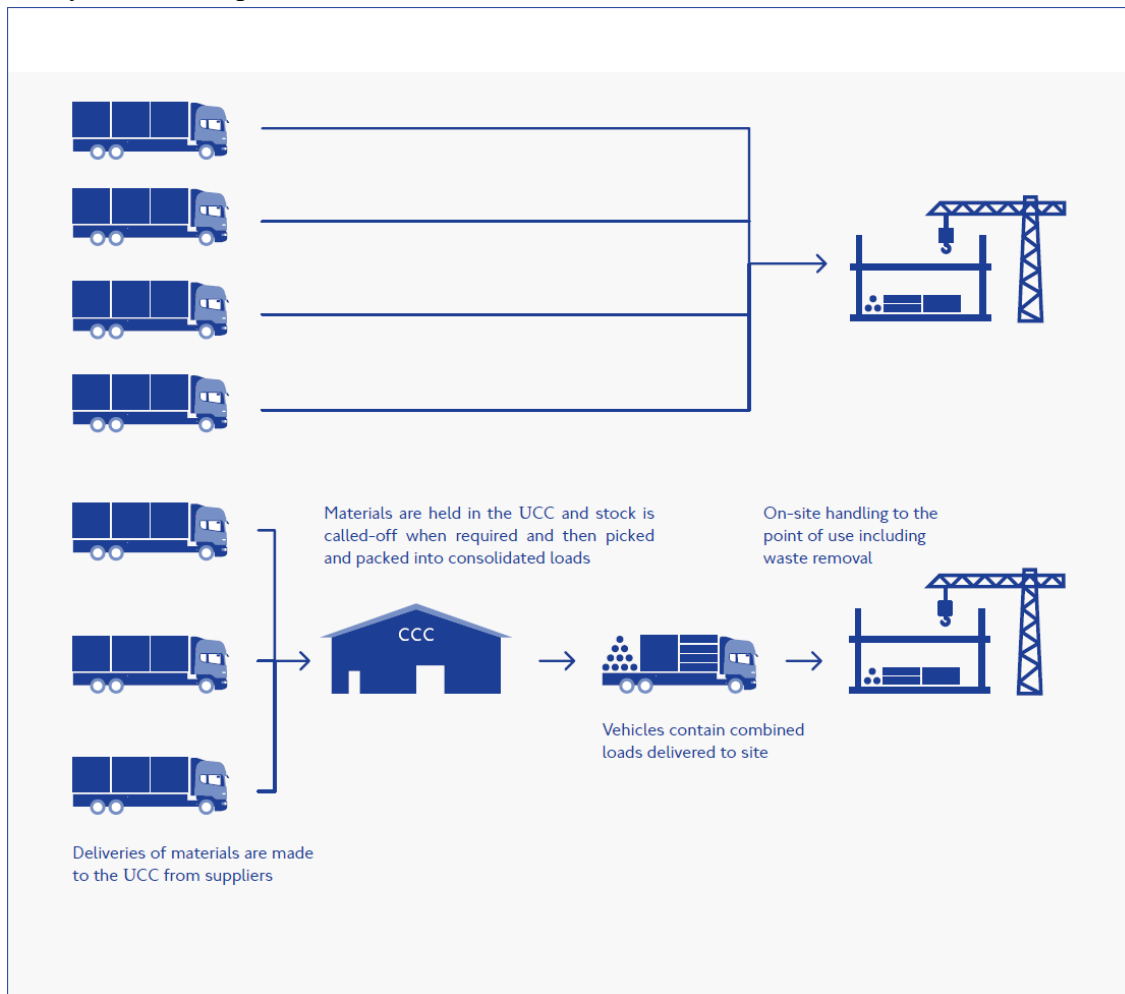 Materials are held in the UCC and stock is
called-off when required and then picked
and packed into consolidated loads
On-site handling to the
point of use including
waste removal
CCC
Vehicles contain combined
loads delivered to site
Deliveries of materials are made
to the UCC from suppliers